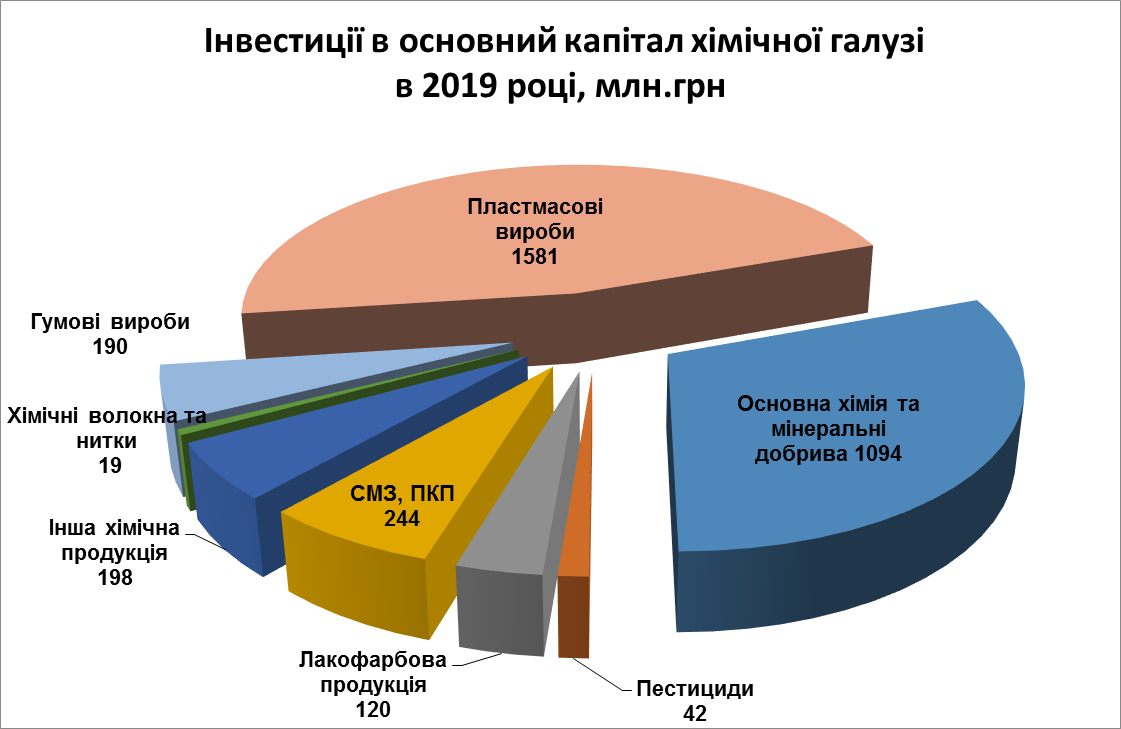 Інвестиції в основний капітал хімічної галузі
в 2019 році, млн.грн
Пластмасові
вироби
1581
Гумові вироби
190
Основна хімія та
мінеральні
добрива 1094
Хімічні волокна та
нитки
19
СМЗ, ПКП
244
Інша хімічна
продукція
198
Лакофарбова
продукція
120
Пестициди
42